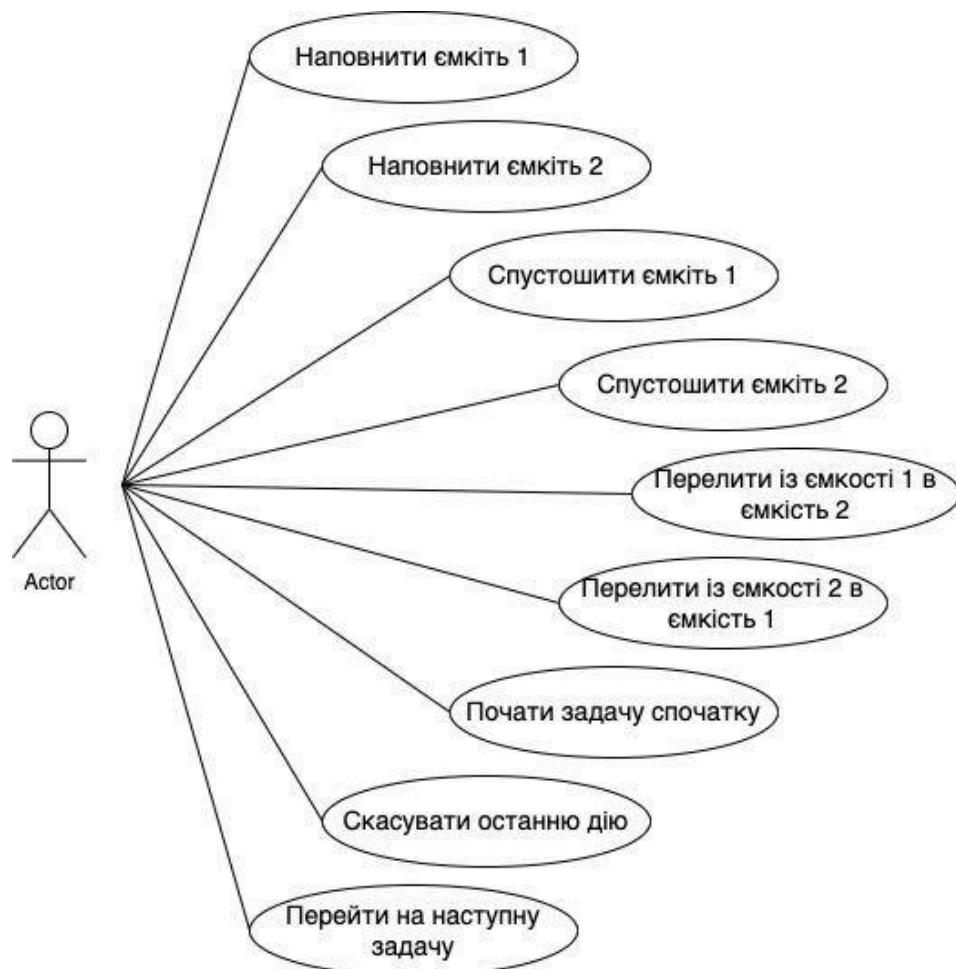 Наповнити ємкіть 1
Наповнити ємкіть 2
Спустошити ємкіть 1
Спустошити ємкіть 2
Перелити із ємкості 1 в
ємкість 2
Actor
Перелити із ємкості 2 в
ємкість 1
Почати задачу спочатку
Скасувати останню дію
Перейти на наступну
задачу